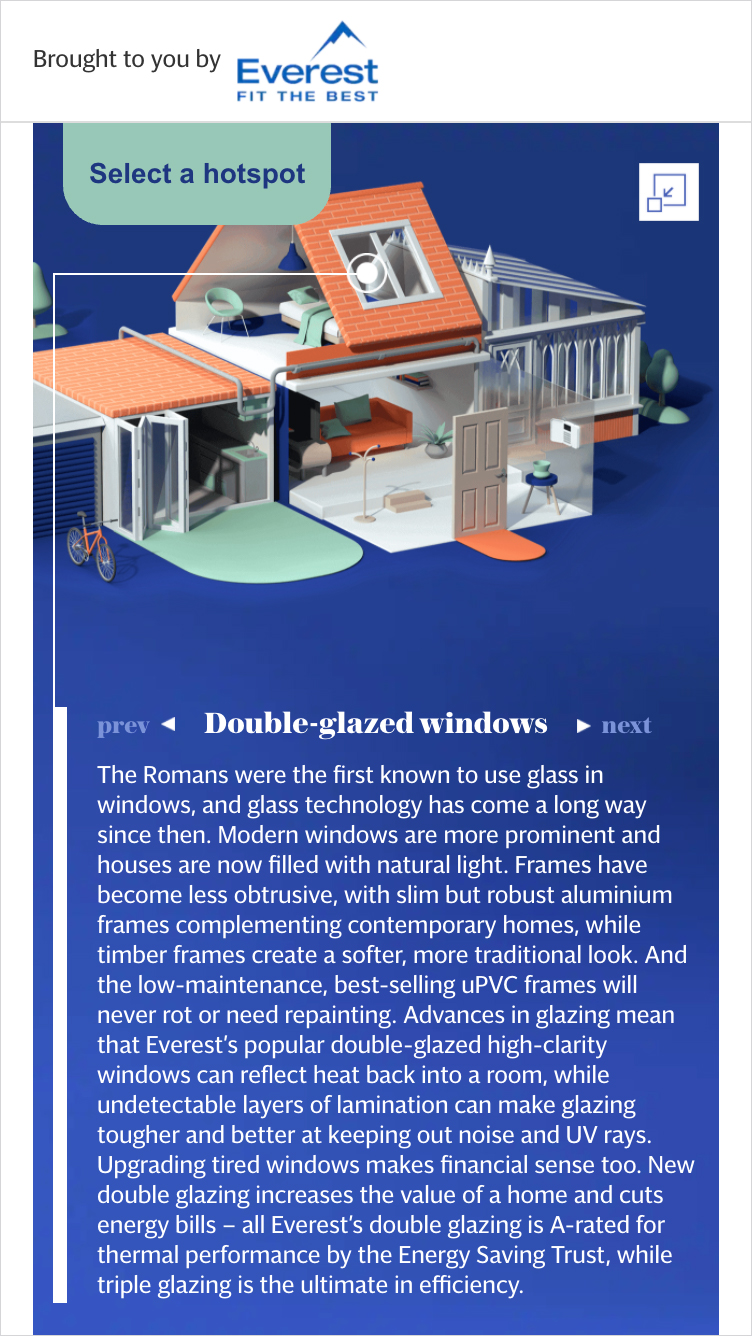 Brought to you by
Everest
FIT THE BEST
Select a hotspot
prev
Double-glazed windows
next
The Romans were the first known to use glass in
windows, and glass technology has come a long way
since then. Modern windows are more prominent and
houses are now filled with natural light. Frames have
become less obtrusive, with slim but robust aluminium
frames complementing contemporary homes, while
timber frames create a softer, more traditional look. And
the low-maintenance, best-selling uPVC frames will
never rot or need repainting. Advances in glazing mean
that Everest’s popular double-glazed high-clarity
windows can reflect heat back into a room, while
undetectable layers of lamination can make glazing
tougher and better at keeping out noise and UV rays.
Upgrading tired windows makes financial sense too. New
double glazing increases the value of a home and cuts
energy bills – all Everest’s double glazing is A-rated for
thermal performance by the Energy Saving Trust, while
triple glazing is the ultimate in efficiency.